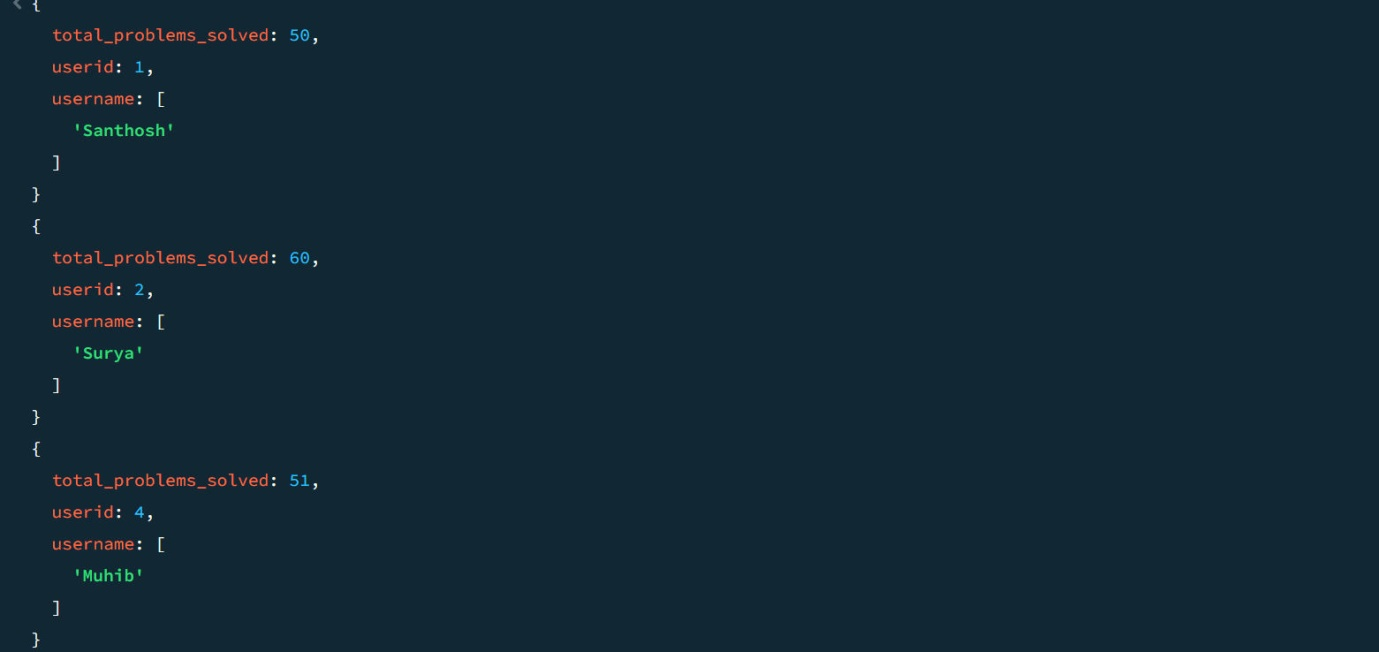 {
total_problems_solved: 50,
userid: 1,
username: [
'Santhosh'
]
}
{
total_problems_solved: 60,
userid: 2,
username: [
'Surya'
]
}
{
total_problems_solved: 51,
userid: 4,
username: [
'Muhib'
]
}